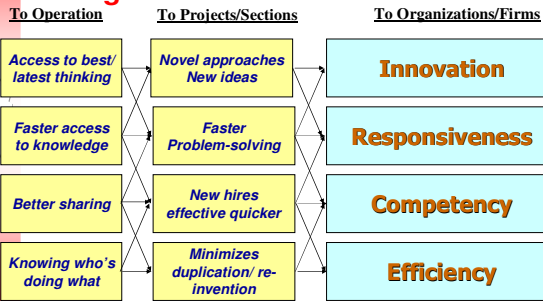 To Operation
To Projects/Sections
To Organizations/Firms
Access to best/
latest thinking
Novel approaches
New ideas
Innovation
Faster access
to knowledge
Faster
Problem-solving
Responsiveness
Better sharing
New hires
effective quicker
Competency
Knowing who's
doing what
Minimizes
duplication/ re-
invention
Efficiency